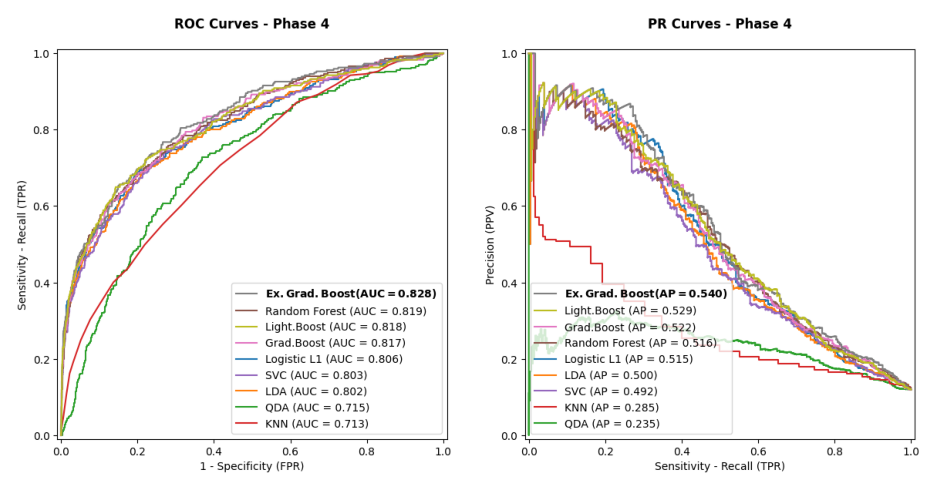 ROC Curves - Phase 4
1.0
0.8
0.6
0.4
0.2
0.0
Sensitivity - Recall (TPR)
Ex. Grad. Boost(AUC = 0.828)
Random Forest (AUC = 0.819)
Light.Boost (AUC = 0.818)
Grad.Boost (AUC = 0.817)
Logistic L1 (AUC = 0.806)
SVC (AUC = 0.803)
LDA (AUC = 0.802)
QDA (AUC = 0.715)
KNN (AUC = 0.713)
0.0 0.2 0.4 0.6 0.8 1.0
1 - Specificity (FPR)
PR Curves - Phase 4
1.0
0.8
0.6
0.4
0.2
0.0
Precision (PPV)
Ex. Grad. Boost(AP = 0.540)
Light.Boost (AP = 0.529)
Grad.Boost (AP = 0.522)
Random Forest (AP = 0.516)
Logistic L1 (AP = 0.515)
LDA (AP = 0.500)
SVC (AP = 0.492)
KNN (AP = 0.285)
QDA (AP = 0.235)
0.0 0.2 0.4 0.6 0.8 1.0
Sensitivity - Recall (TPR)